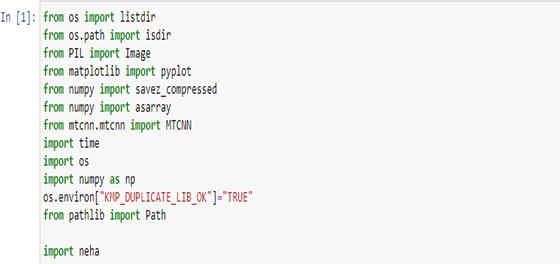 In [1]: from os import listdir
from os.path import isdir
from PIL import Image
from matplotlib import pyplot
from numpy import savez_compressed
from numpy import asarray
from mtcnn.mtcnn import MTCNN
import time
import os
import numpy as np
os.environ["KMP_DUPLICATE_LIB_OK"]="TRUE"
from pathlib import Path
import neha